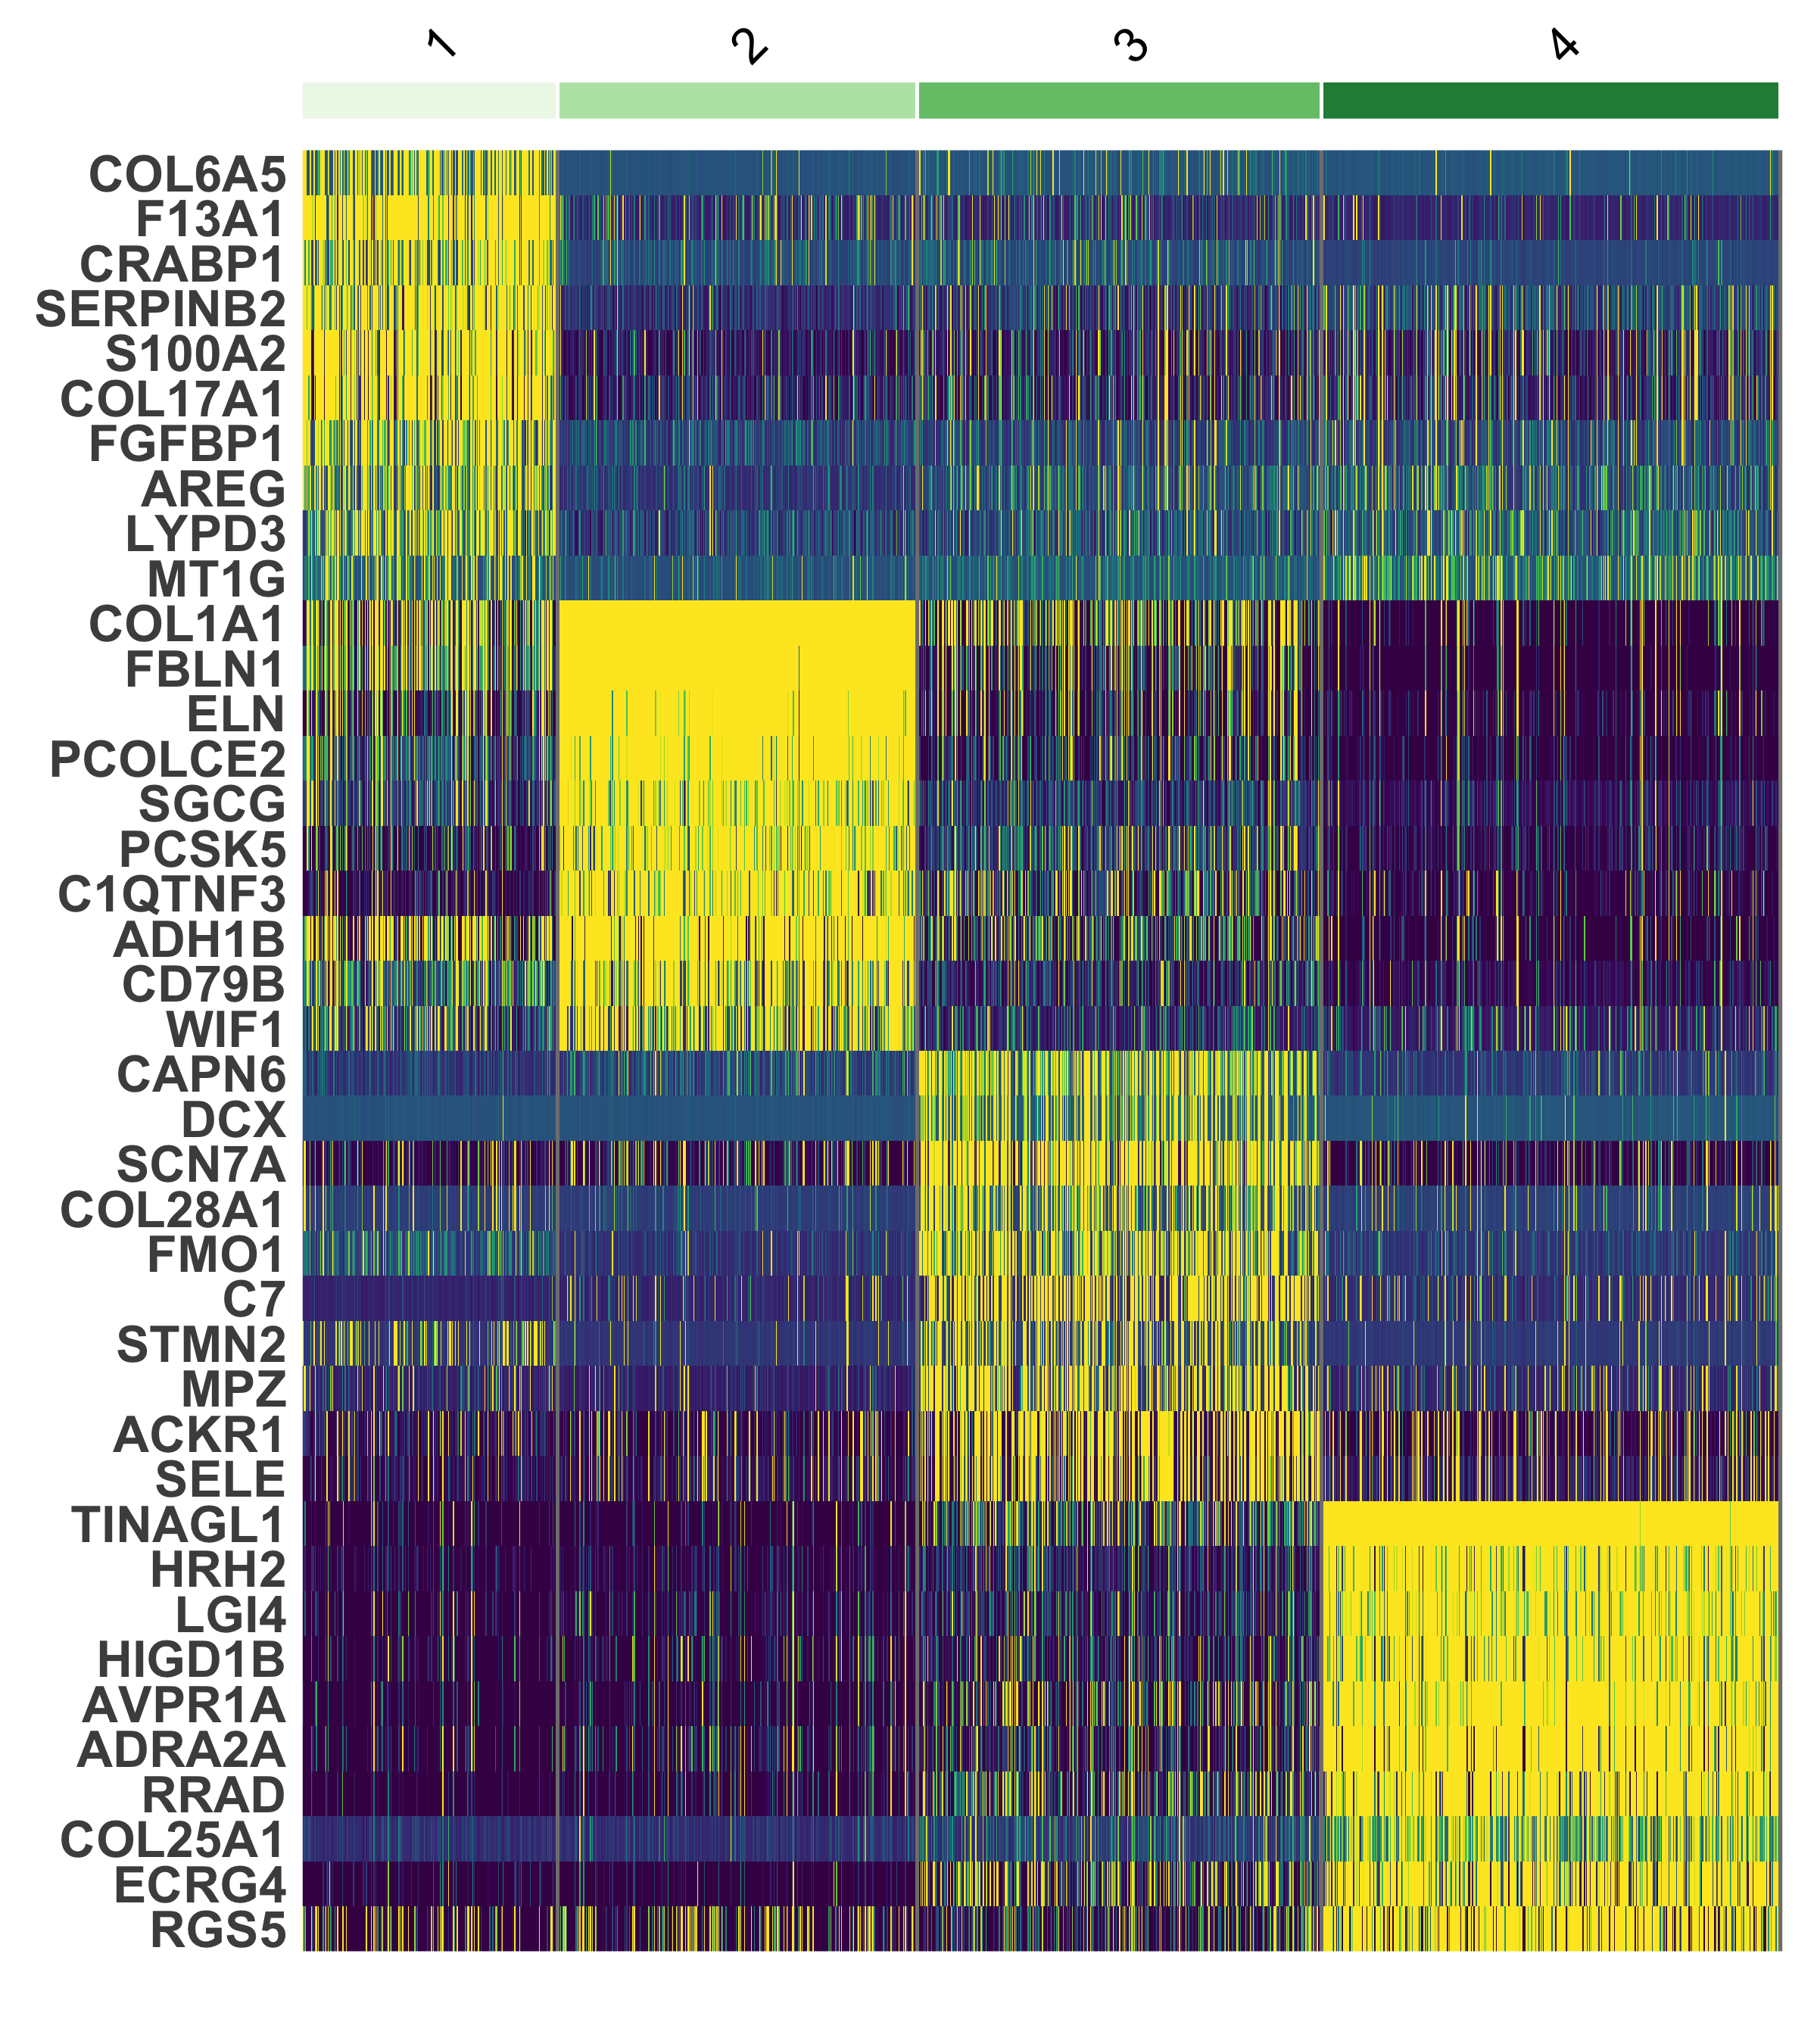 1 2 3 4
COL6A5
F13A1
CRABP1
SERPINB2
S100A2
COL17A1
FGFBP1
AREG
LYPD3
MT1G
COL1A1
FBLN1
ELN
PCOLCE2
SGCG
PCSK5
C1QTNF3
ADH1B
CD79B
WIF1
CAPN6
DCX
SCN7A
COL28A1
FMO1
C7
STMN2
MPZ
ACKR1
SELE
TINAGL1
HRH2
LGI4
HIGD1B
AVPR1A
ADRA2A
RRAD
COL25A1
ECRG4
RGS5